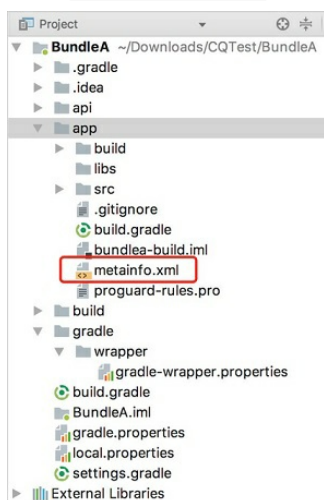 Project
BundleA ~/Downloads/CQTest/BundleA
.gradle
.idea
api
app
build
libs
src
.gitignore
build.gradle
bundlea-build.iml
metainfo.xml
proguard-rules.pro
build
gradle
wrapper
gradle-wrapper.properties
build.gradle
BundleA.iml
gradle.properties
local.properties
settings.gradle
External Libraries